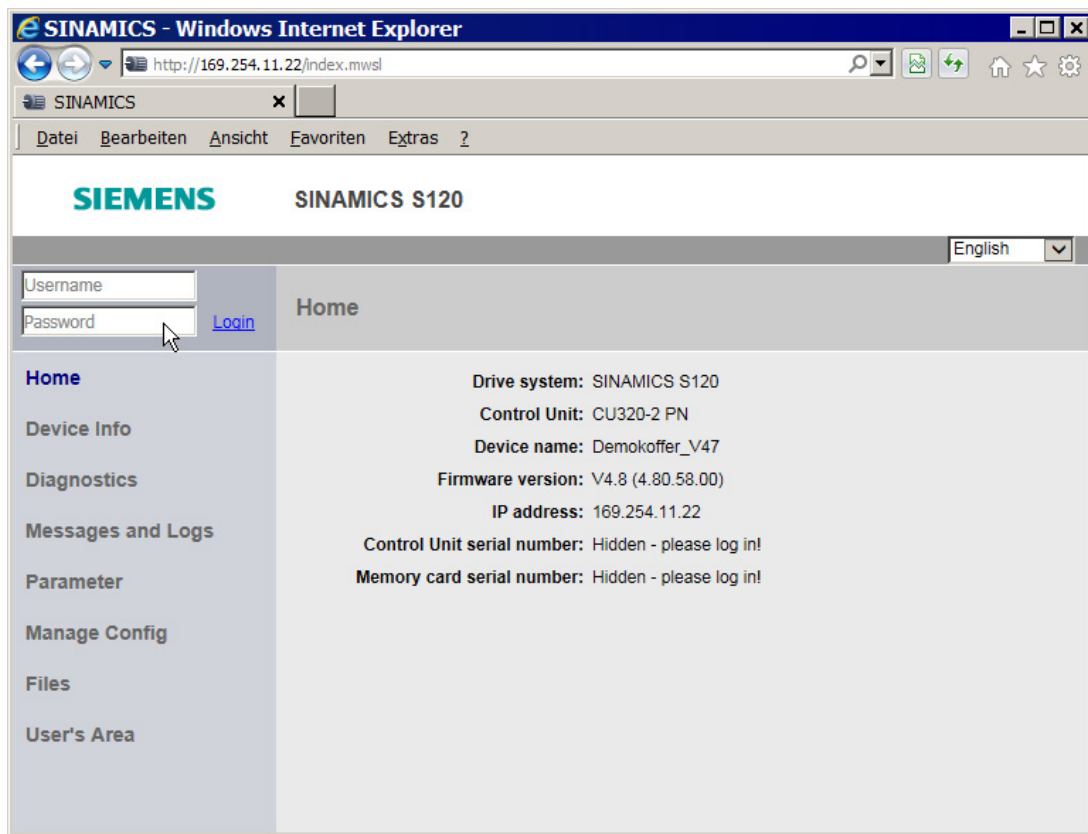 SINAMICS - Windows Internet Explorer
http://169.254.11.22/index.mwsl
SINAMICS
Datei Bearbeiten Ansicht Favoriten Extras ?
SIEMENS SINAMICS S120
English
Username
Password Login
Home
Home
Device Info
Diagnostics
Messages and Logs
Parameter
Manage Config
Files
User's Area
Drive system: SINAMICS S120
Control Unit: CU320-2 PN
Device name: Demokoffer_V47
Firmware version: V4.8 (4.80.58.00)
IP address: 169.254.11.22
Control Unit serial number: Hidden - please log in!
Memory card serial number: Hidden - please log in!